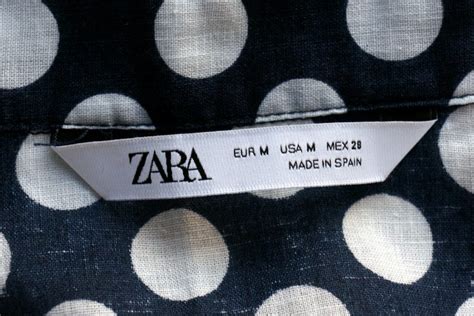 ZARA
EUR M USA M MEX 28
MADE IN SPAIN